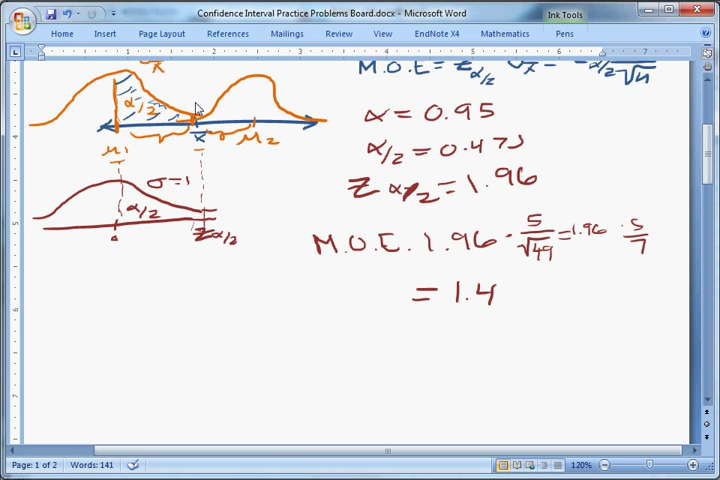 Confidence Interval Practice Problems Board.docx - Microsoft Word
Ink Tools
Home Insert Page Layout References Mailings Review View EndNote X4 Mathematics Pens
x̄
M.O.E = Z α/2
√n
α = 0.95
α/2 = 0.475
Z α/2 = 1.96
α/2
μ1 x̄ μ2
σ=1
α/2
Zα/2
M.O.E. 1.96 · 5/√49 = 1.96 · 5/7
= 1.4
Page: 1 of 2 Words: 141 120%